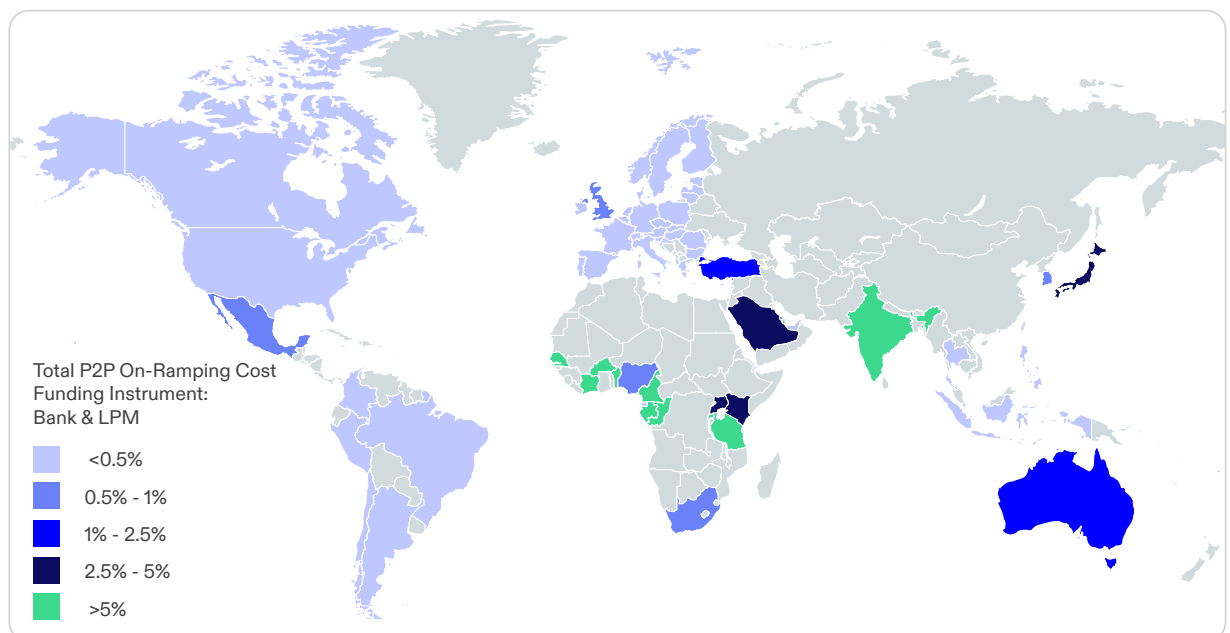 Total P2P On-Ramping Cost
Funding Instrument:
Bank & LPM
<0.5%
0.5% - 1%
1% - 2.5%
2.5% - 5%
>5%